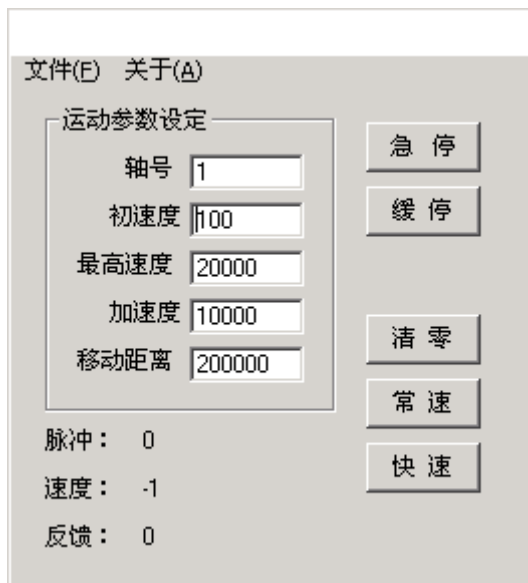 文件(F) 关于(A)
运动参数设定
轴号 1
初速度 100
最高速度 20000
加速度 10000
移动距离 200000
急 停
缓 停
清 零
常 速
快 速
脉冲： 0
速度： -1
反馈： 0